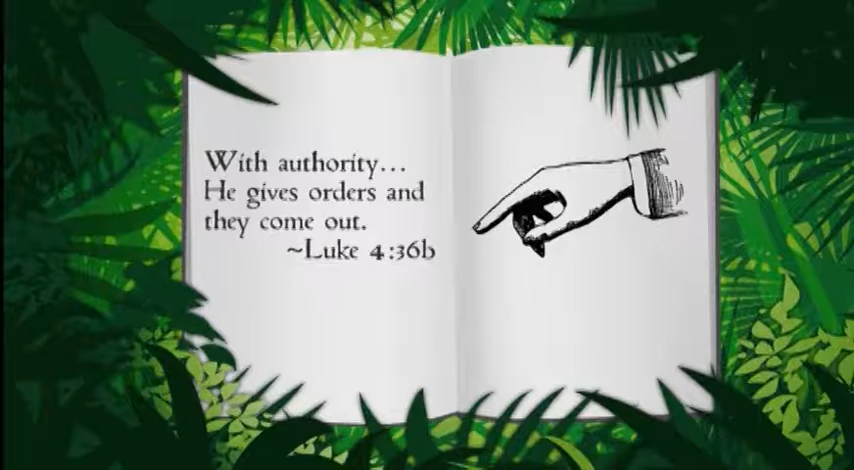 With authority...
He gives orders and
they come out.
~Luke 4:36b